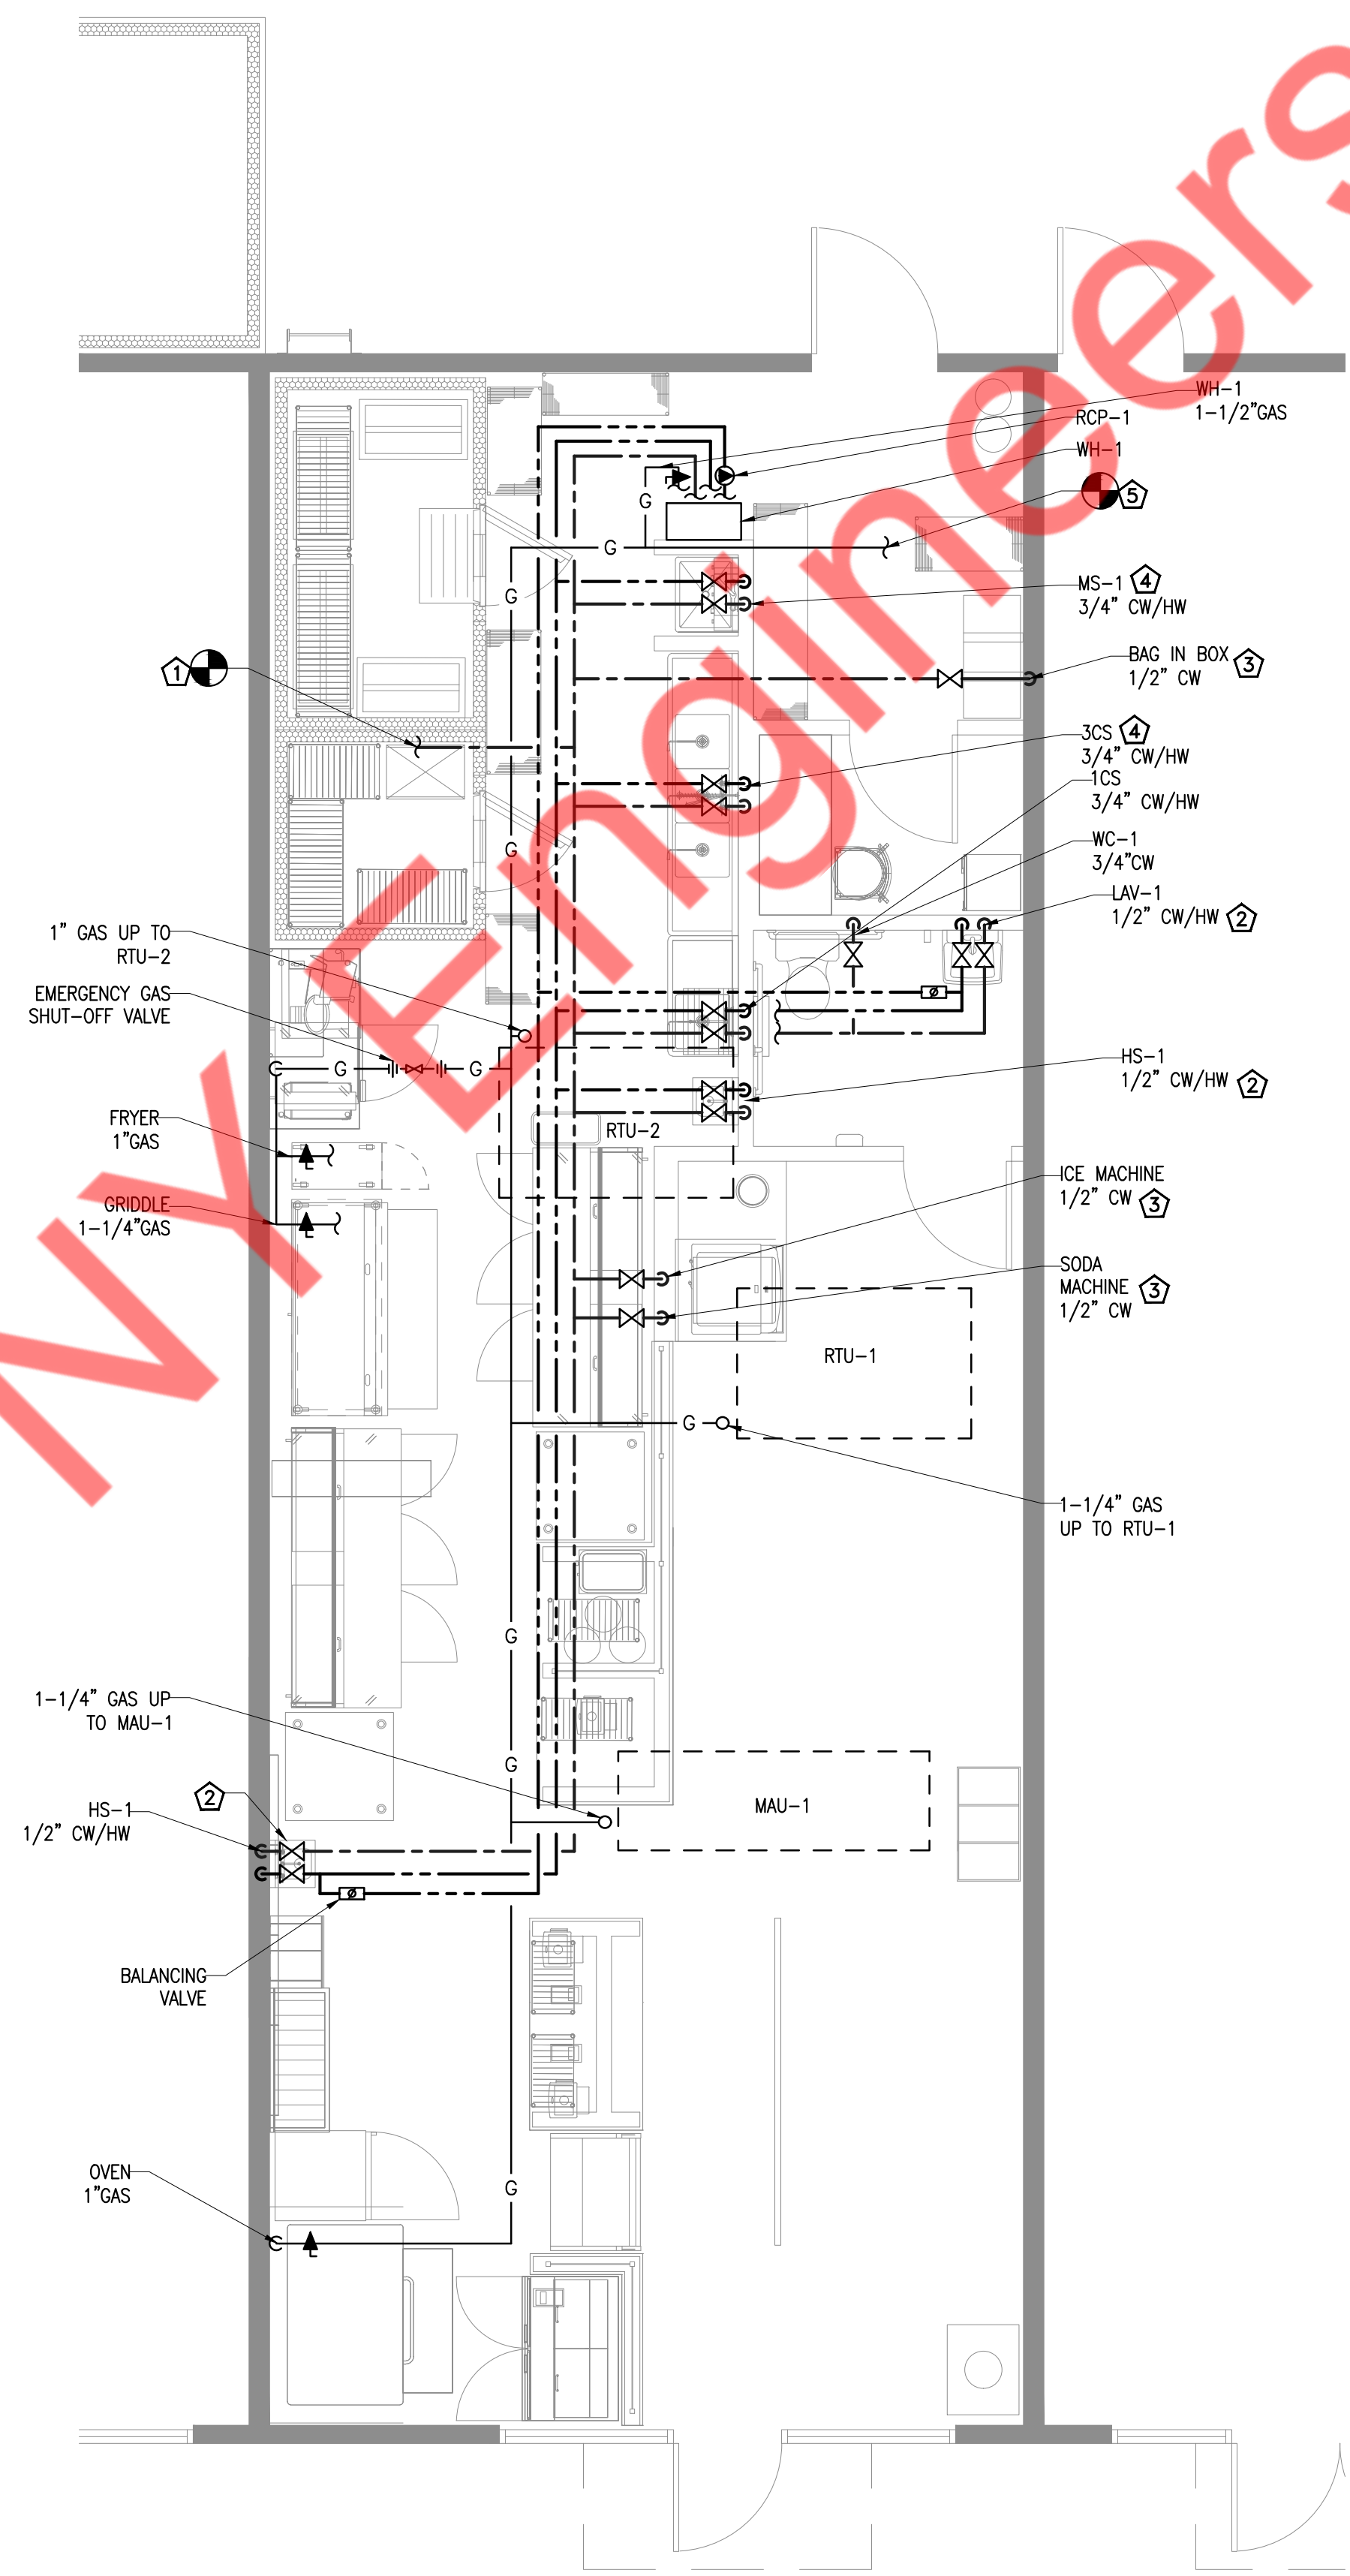 WH-1
1-1/2"GAS
RCP-1
WH-1
5
G
G
G
MS-1 4
3/4" CW/HW
BAG IN BOX 3
1/2" CW
1
3CS 4
3/4" CW/HW
1CS
3/4" CW/HW
WC-1
3/4"CW
G
LAV-1
1/2" CW/HW 2
1" GAS UP TO
RTU-2
EMERGENCY GAS
SHUT-OFF VALVE
G
G
HS-1
1/2" CW/HW 2
FRYER
1"GAS
RTU-2
GRIDDLE
1-1/4"GAS
ICE MACHINE
1/2" CW 3
SODA
MACHINE 3
1/2" CW
RTU-1
G
1-1/4" GAS
UP TO RTU-1
G
1-1/4" GAS UP
TO MAU-1
G
2
MAU-1
HS-1
1/2" CW/HW
BALANCING
VALVE
OVEN
1"GAS
G
NY Engineers